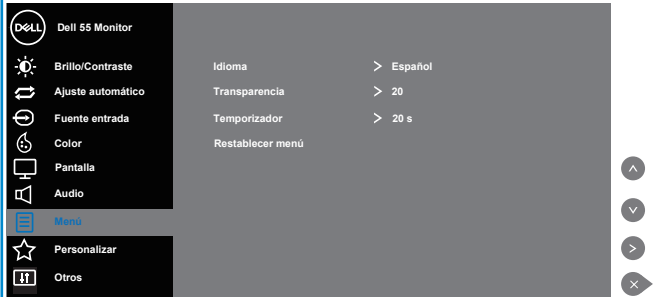 DELL Dell 55 Monitor
Brillo/Contraste Idioma > Español
Ajuste automático Transparencia > 20
Fuente entrada Temporizador > 20 s
Color Restablecer menú
Pantalla
Audio
Menú
Personalizar
Otros